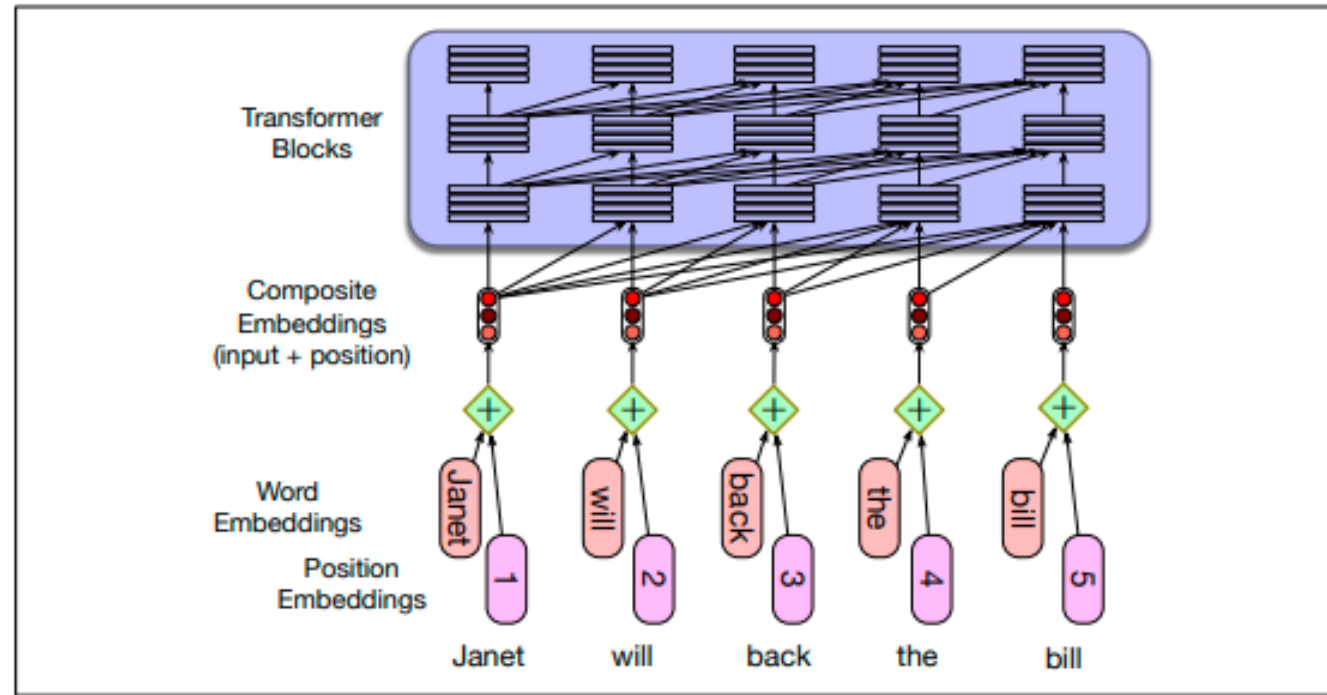 Transformer
Blocks
Composite
Embeddings
(input + position)
+ + + + +
Word
Embeddings
Janet will back the bill
Position
Embeddings
1 2 3 4 5
Janet will back the bill